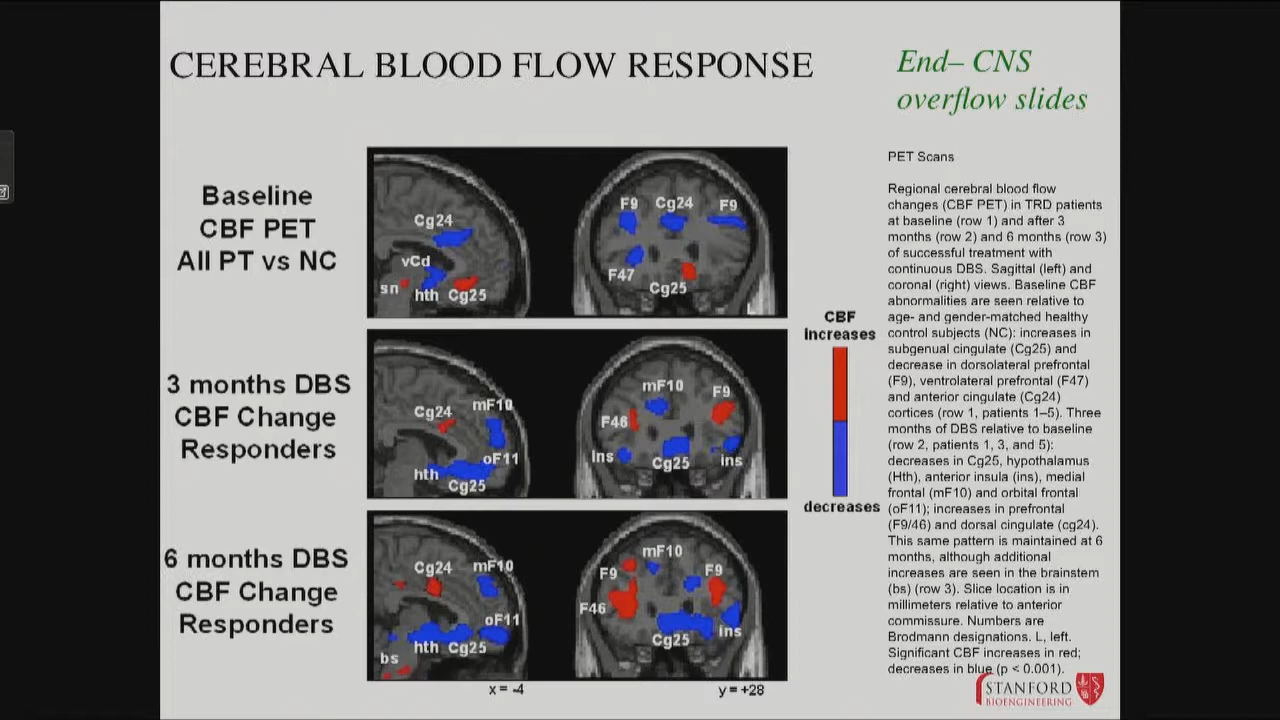 CEREBRAL BLOOD FLOW RESPONSE
End– CNS
overflow slides
Baseline
CBF PET
All PT vs NC
Cg24
vCd
sn
hth
Cg25
F9
Cg24
F9
F47
Cg25
L
3 months DBS
CBF Change
Responders
Cg24
mF10
oF11
hth
Cg25
mF10
F9
F46
Ins
Cg25
ins
6 months DBS
CBF Change
Responders
Cg24
mF10
oF11
hth
Cg25
bs
mF10
F9
F9
F46
Cg25
ins
x = -4
y = +28
CBF
increases
decreases
PET Scans
Regional cerebral blood flow
changes (CBF PET) in TRD patients
at baseline (row 1) and after 3
months (row 2) and 6 months (row 3)
of successful treatment with
continuous DBS. Sagittal (left) and
coronal (right) views. Baseline CBF
abnormalities are seen relative to
age- and gender-matched healthy
control subjects (NC): increases in
subgenual cingulate (Cg25) and
decrease in dorsolateral prefrontal
(F9), ventrolateral prefrontal (F47)
and anterior cingulate (Cg24)
cortices (row 1, patients 1–5). Three
months of DBS relative to baseline
(row 2, patients 1, 3, and 5):
decreases in Cg25, hypothalamus
(Hth), anterior insula (ins), medial
frontal (mF10) and orbital frontal
(oF11); increases in prefrontal
(F9/46) and dorsal cingulate (cg24).
This same pattern is maintained at 6
months, although additional
increases are seen in the brainstem
(bs) (row 3). Slice location is in
millimeters relative to anterior
commissure. Numbers are
Brodmann designations. L, left.
Significant CBF increases in red;
decreases in blue (p < 0.001).
STANFORD
BIOENGINEERING